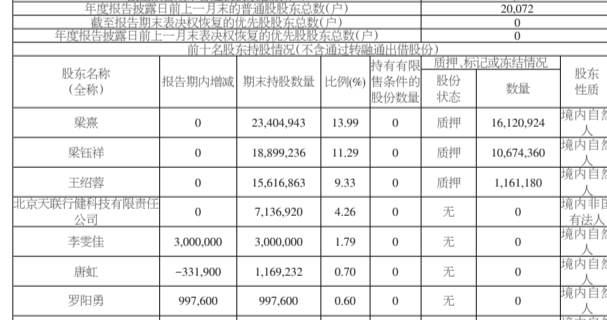 年度报告披露日前上一月末的普通股股东总数(户) 20,072
截至报告期末表决权恢复的优先股股东总数(户) 0
年度报告披露日前上一月末表决权恢复的优先股股东总数(户) 0
前十名股东持股情况(不含通过转融通出借股份)
股东名称
(全称)
报告期内增减
期末持股数量
比例(%)
持有有限
售条件的
股份数量
质押、标记或冻结情况
股份
状态
数量
股东
性质
梁熹 0 23,404,943 13.99 0 质押 16,120,924 境内自然
人
梁钰祥 0 18,899,236 11.29 0 质押 10,674,360 境内自然
人
王绍蓉 0 15,616,863 9.33 0 质押 1,161,180 境内自然
人
北京天联行健科技有限责任
公司 0 7,136,920 4.26 0 无 0 境内非国
有法人
李雯佳 3,000,000 3,000,000 1.79 0 无 0 境内自然
人
唐虹 -331,900 1,169,232 0.70 0 无 0 境内自然
人
罗阳勇 997,600 997,600 0.60 0 无 0 境内自然
人